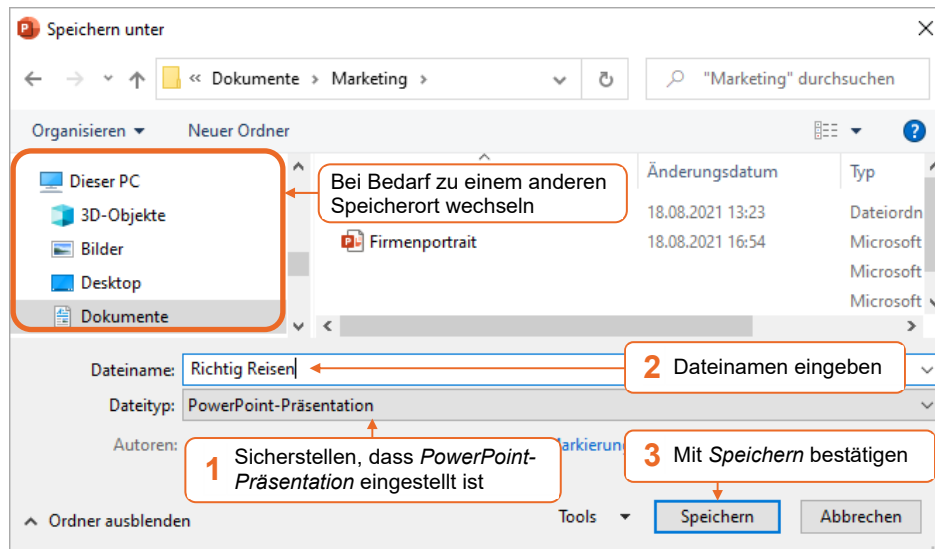 Speichern unter
« Dokumente › Marketing ›
"Marketing" durchsuchen
Organisieren
Neuer Ordner
Dieser PC
3D-Objekte
Bilder
Desktop
Dokumente
Bei Bedarf zu einem anderen
Speicherort wechseln
Änderungsdatum
Typ
18.08.2021 13:23
Dateiordn
Firmenportrait
18.08.2021 16:54
Microsoft
Microsoft
Microsoft
Dateiname: Richtig Reisen
2 Dateinamen eingeben
Dateityp: PowerPoint-Präsentation
Autoren:
1 Sicherstellen, dass PowerPoint-
Präsentation eingestellt ist
3 Mit Speichern bestätigen
Ordner ausblenden
Tools
Speichern
Abbrechen